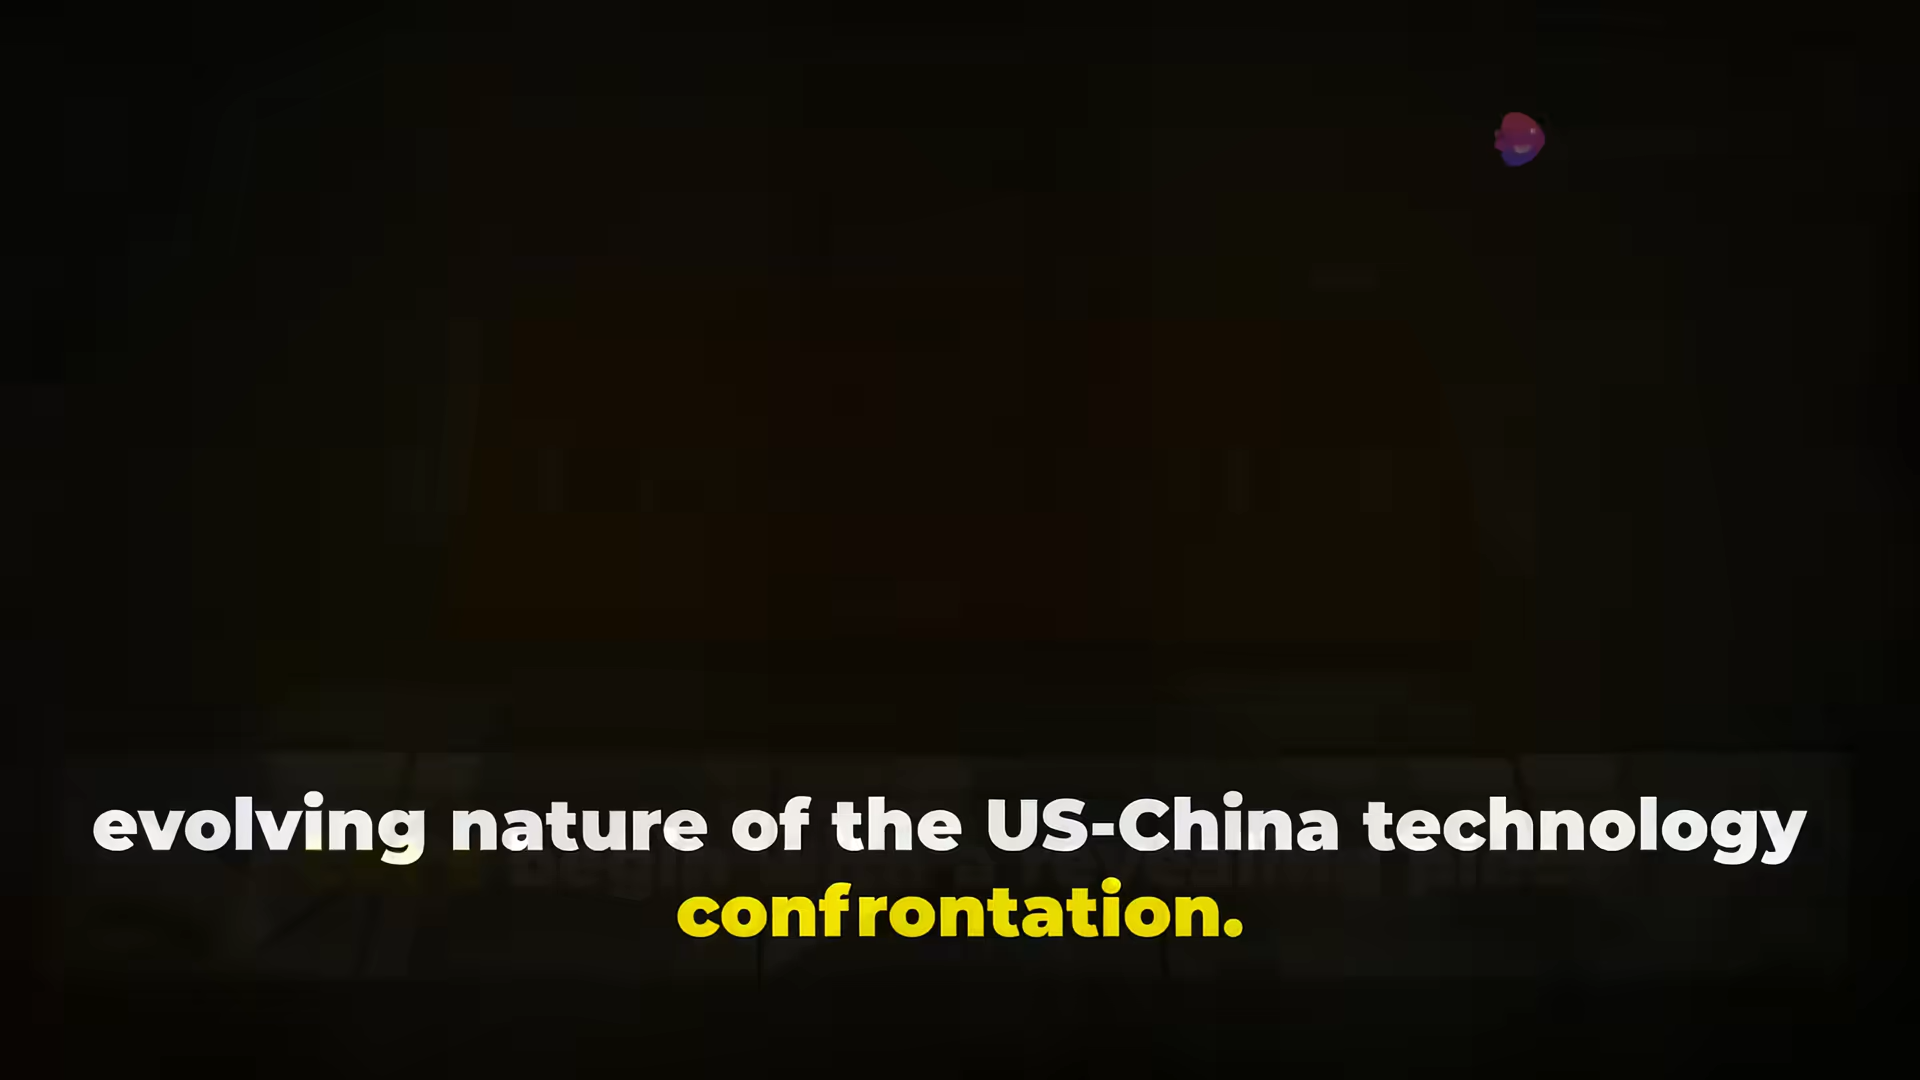 evolving nature of the US-China technology
confrontation.